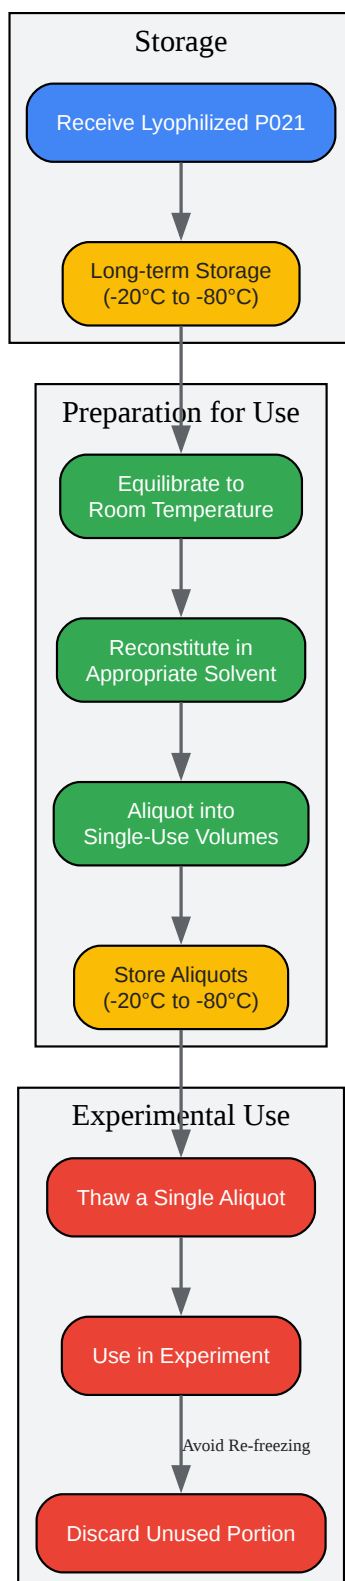 Storage
Receive Lyophilized P021
Long-term Storage
(-20°C to -80°C)
Preparation for Use
Equilibrate to
Room Temperature
Reconstitute in
Appropriate Solvent
Aliquot into
Single-Use Volumes
Store Aliquots
(-20°C to -80°C)
Experimental Use
Thaw a Single Aliquot
Use in Experiment
Avoid Re-freezing
Discard Unused Portion